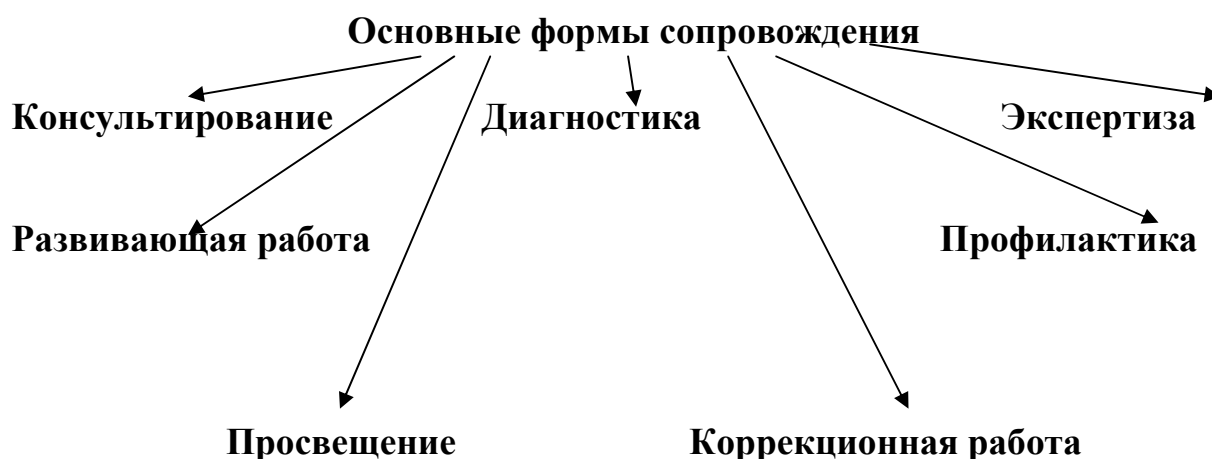 Основные формы сопровождения
Консультирование Диагностика Экспертиза
Развивающая работа Профилактика
Просвещение Коррекционная работа